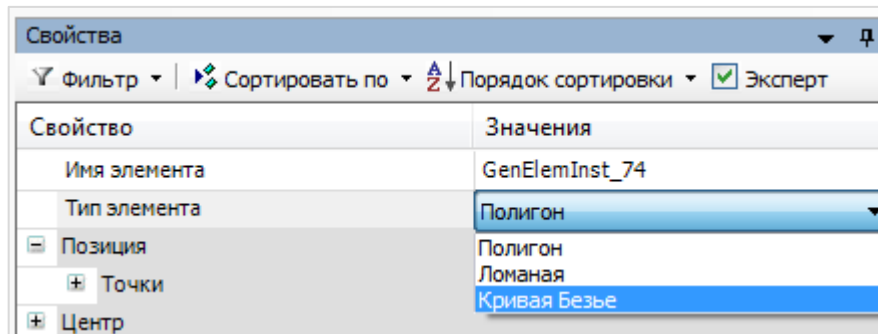 Свойства
Фильтр Сортировать по Порядок сортировки Эксперт
Свойство Значения
Имя элемента GenElemInst_74
Тип элемента Полигон
Позиция Полигон
Точки Ломаная
Кривая Безье
Центр